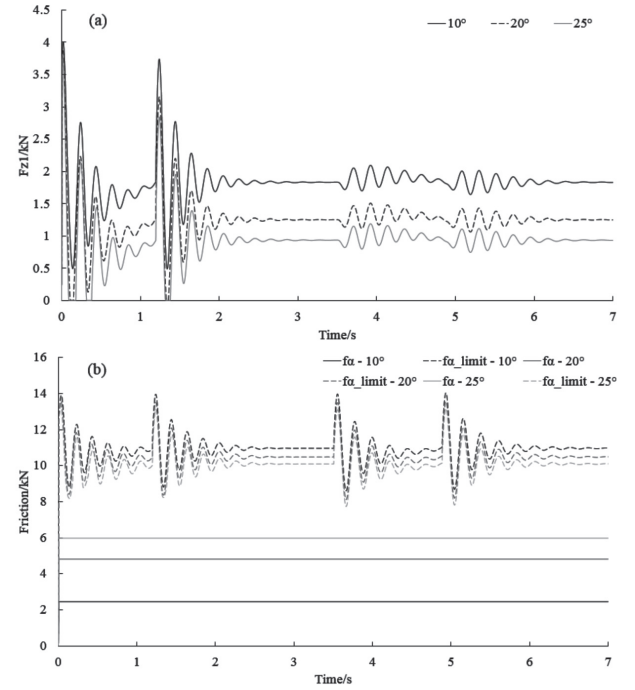 (a)
10° 20° 25°
4.5
4
3.5
3
2.5
2
1.5
1
0.5
0
Fz1/kN
0 1 2 3 4 5 6 7
Time/s
(b)
fα - 10° fα_limit - 10° fα - 20°
fα_limit - 20° fα - 25° fα_limit - 25°
16
14
12
10
8
6
4
2
0
Friction/kN
0 1 2 3 4 5 6 7
Time/s